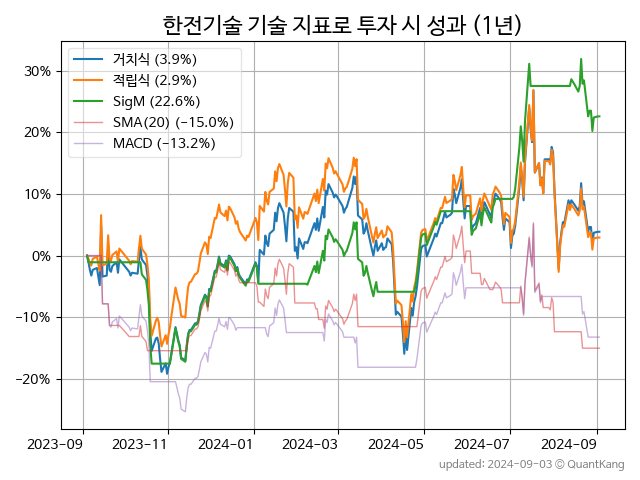 한전기술 기술 지표로 투자 시 성과 (1년)
거치식 (3.9%)
적립식 (2.9%)
SigM (22.6%)
SMA(20) (−15.0%)
MACD (−13.2%)
30%
20%
10%
0%
−10%
−20%
2023-09 2023-11 2024-01 2024-03 2024-05 2024-07 2024-09
updated: 2024-09-03 © QuantKang